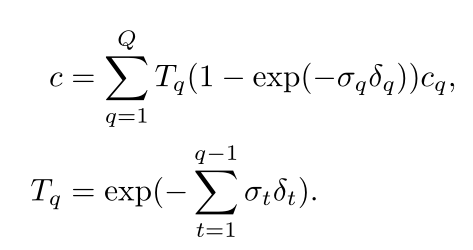 c = \sum_{q=1}^{Q} T_q(1 - \exp(-\sigma_q \delta_q))c_q,
T_q = \exp(-\sum_{t=1}^{q-1} \sigma_t \delta_t).